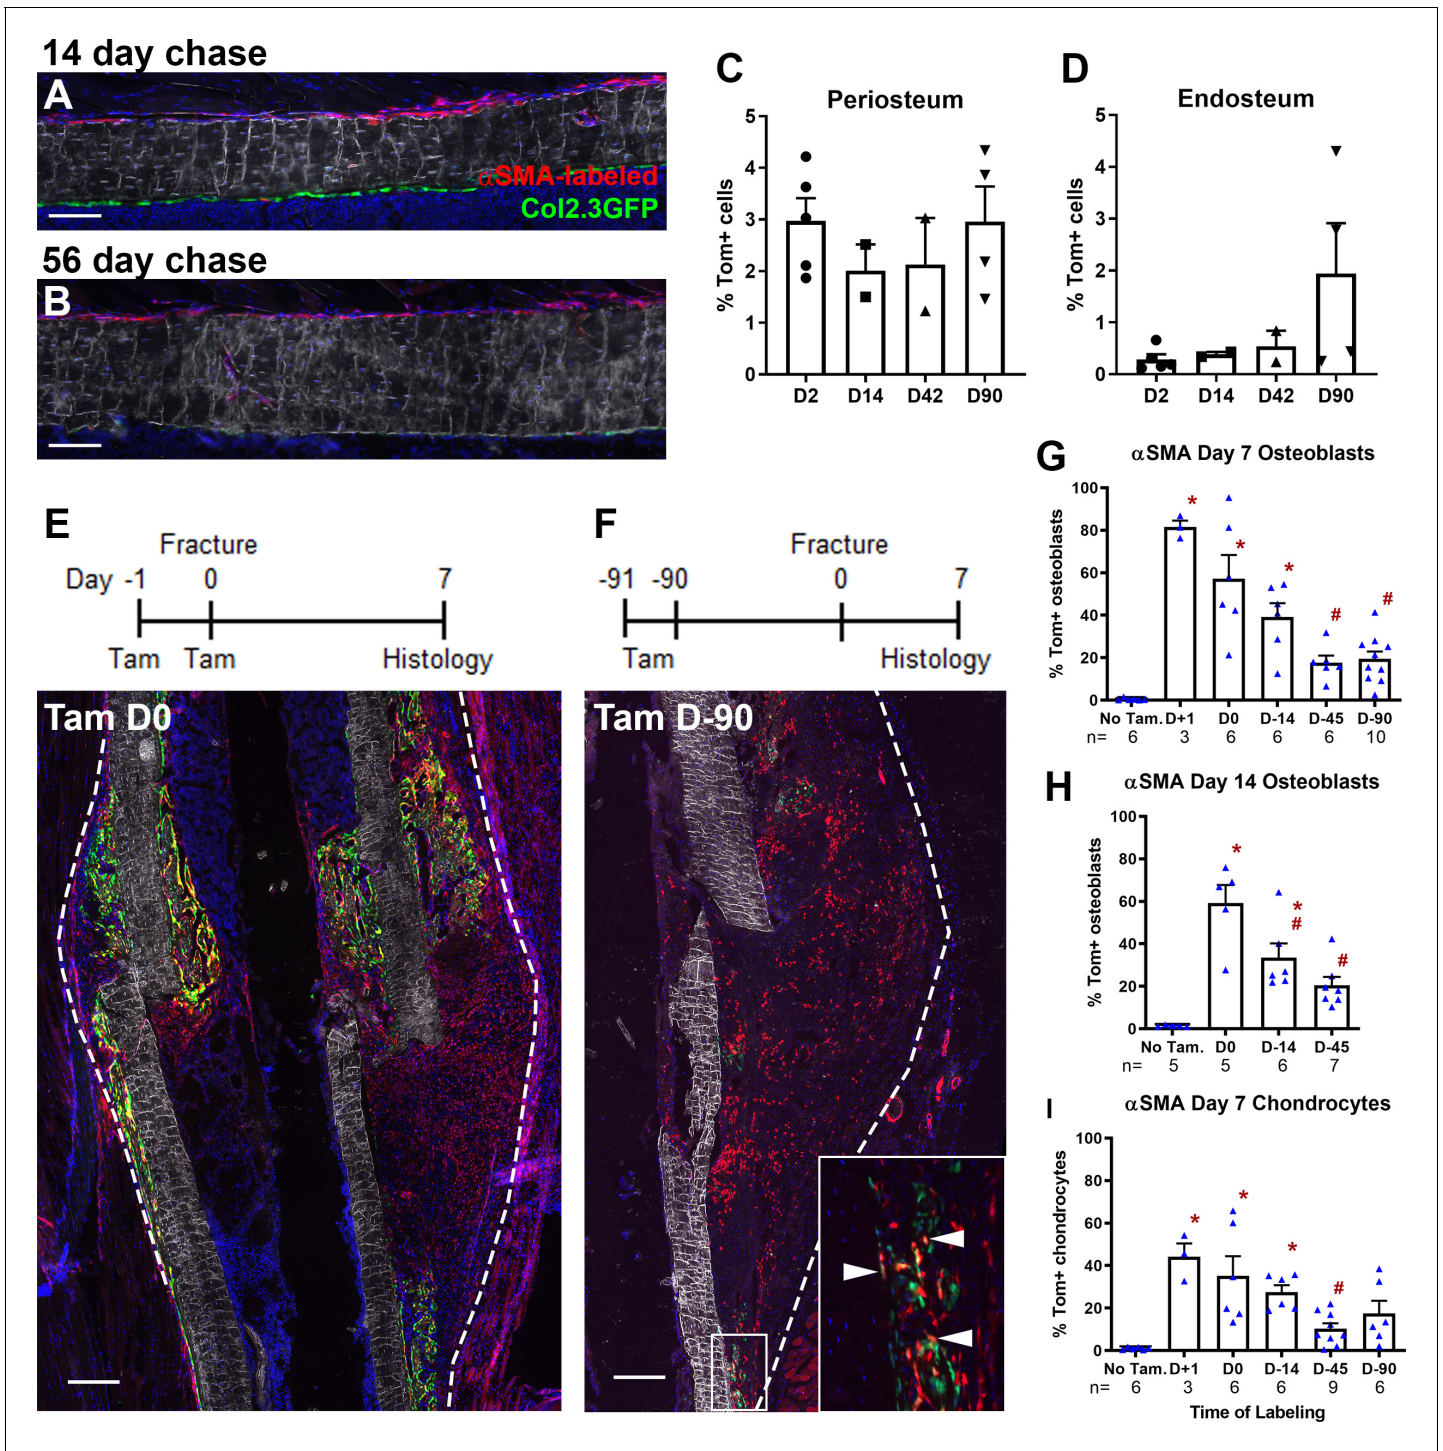 14 day chase
A
αSMA-labeled
Col2.3GFP
56 day chase
B
C
Periosteum
% Tom+ cells
5
4
3
2
1
0
D2 D14 D42 D90
D
Endosteum
% Tom+ cells
5
4
3
2
1
0
D2 D14 D42 D90
E
Fracture
Day -1 0 7
Tam Tam Histology
Tam D0
F
Fracture
-91 -90 0 7
Tam Histology
Tam D-90
G
αSMA Day 7 Osteoblasts
% Tom+ osteoblasts
100
80
60
40
20
0
* * * # #
No Tam. D+1 D0 D-14 D-45 D-90
n= 6 3 6 6 6 10
H
αSMA Day 14 Osteoblasts
% Tom+ osteoblasts
100
80
60
40
20
0
* * # #
No Tam. D0 D-14 D-45
n= 5 5 6 7
I
αSMA Day 7 Chondrocytes
% Tom+ chondrocytes
100
80
60
40
20
0
* * * #
No Tam. D+1 D0 D-14 D-45 D-90
n= 6 3 6 6 9 6
Time of Labeling